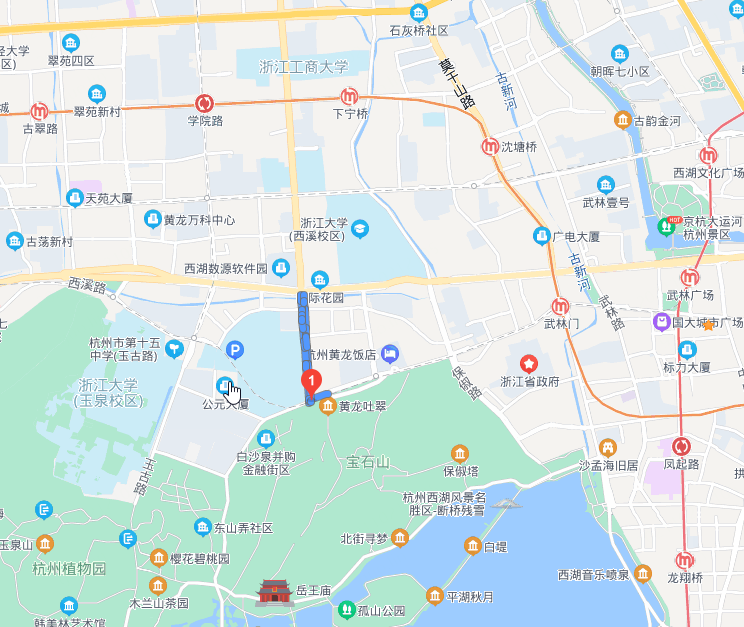 石灰桥社区
翠苑四区
浙江工商大学
莫干山路
古新河
朝晖七小区
翠苑新村
古翠路
学院路
下宁桥
沈塘桥
古韵金河
西湖文化广场
天苑大厦
黄龙万科中心
浙江大学
(西溪校区)
武林壹号
HOT
京杭大运河
杭州景区
古荡新村
广电大厦
西湖数源软件园
古新河
西溪路
际花园
武林广场
武林路
武林门
国大城市广场
杭州市第十五
中学(玉古路)
P
州黄龙饭店
保俶路
浙江省政府
标力大厦
1
浙江大学
(玉泉校区)
公元大厦
黄龙吐翠
白沙泉并购
金融街区
宝石山
保俶塔
沙孟海旧居
凤起路
玉古路
杭州西湖风景名
胜区-断桥残雪
东山弄社区
北街寻梦
白堤
玉泉山
樱花碧桃园
杭州植物园
西湖音乐喷泉
龙翔桥
木兰山茶园
岳王庙
平湖秋月
孤山公园
韩美林艺术馆